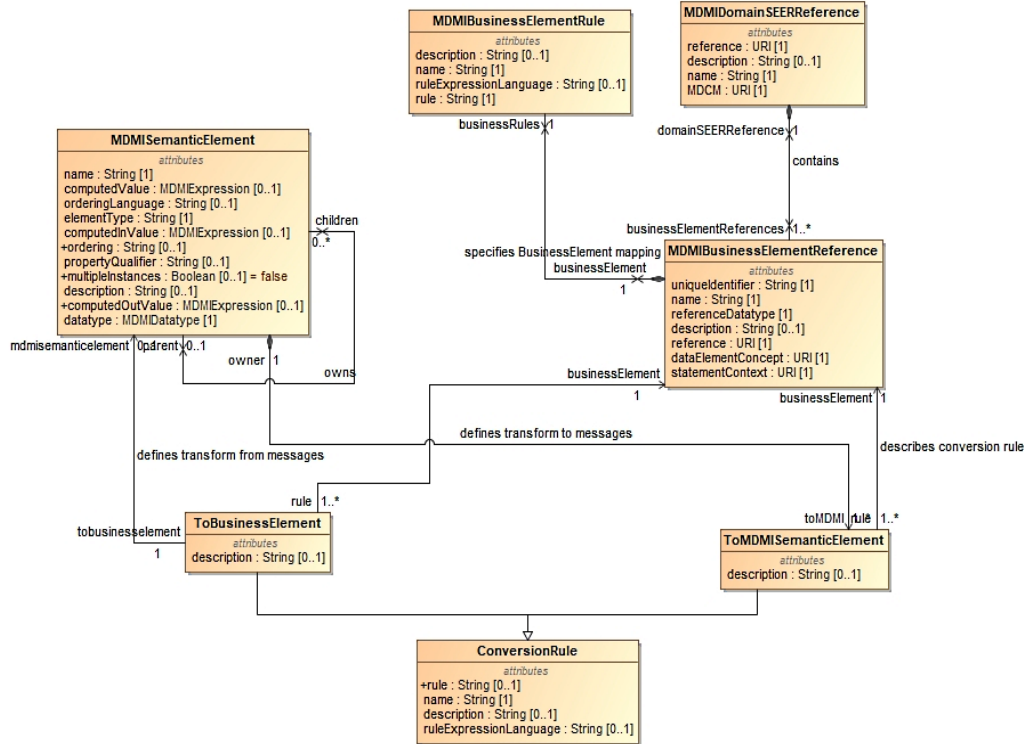 MDMIBusinessElementRule
attributes
description : String [0..1]
name : String [1]
ruleExpressionLanguage : String [0..1]
rule : String [1]
MDMIDomainSEERReference
attributes
reference : URI [1]
description : String [0..1]
name : String [1]
MDCM : URI [1]
businessRules 1
domainSEERReference 1
contains
MDMISemanticElement
attributes
name : String [1]
computedValue : MDMIExpression [0..1]
orderingLanguage : String [0..1]
elementType : String [1]
computedInValue : MDMIExpression [0..1]
+ordering : String [0..1]
propertyQualifier : String [0..1]
+multipleInstances : Boolean [0..1] = false
description : String [0..1]
+computedOutValue : MDMIExpression [0..1]
datatype : MDMIDatatype [1]
children
0..*
businessElementReferences 1..*
specifies BusinessElement mapping
businessElement
1
MDMIBusinessElementReference
attributes
uniqueIdentifier : String [1]
name : String [1]
referenceDatatype [1]
description : String [0..1]
reference : URI [1]
dataElementConcept : URI [1]
statementContext : URI [1]
mdmisemanticelement parent 0..1
owner 1
owns
businessElement
1
businessElement 1
defines transform to messages
defines transform from messages
describes conversion rule
rule 1..*
tobusinesselement
1
ToBusinessElement
attributes
description : String [0..1]
toMDMI rule 1..*
ToMDMISemanticElement
attributes
description : String [0..1]
ConversionRule
attributes
+rule : String [0..1]
name : String [1]
description : String [0..1]
ruleExpressionLanguage : String [0..1]